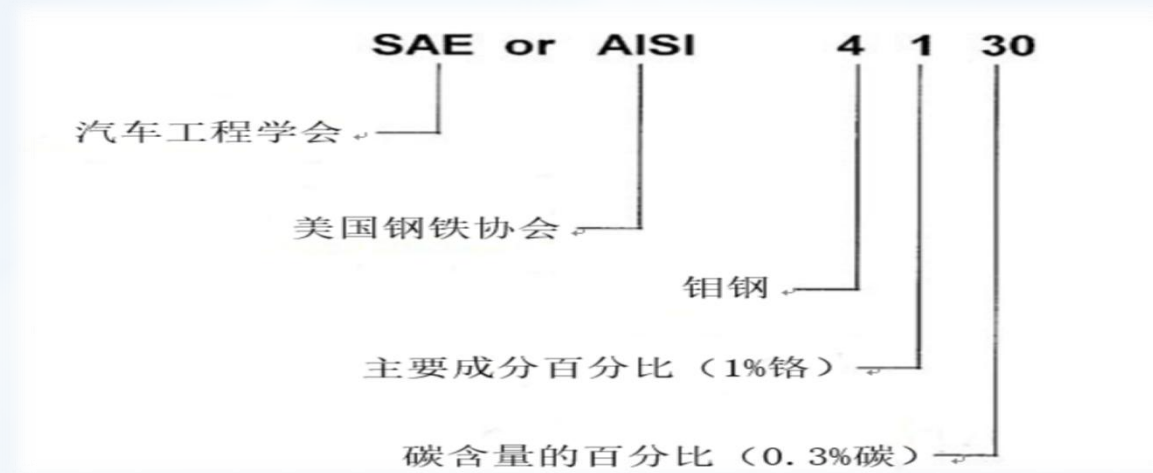 SAE or AISI 4 1 30
汽车工程学会
美国钢铁协会
钼钢
主要成分百分比（1%铬）
碳含量的百分比（0.3%碳）